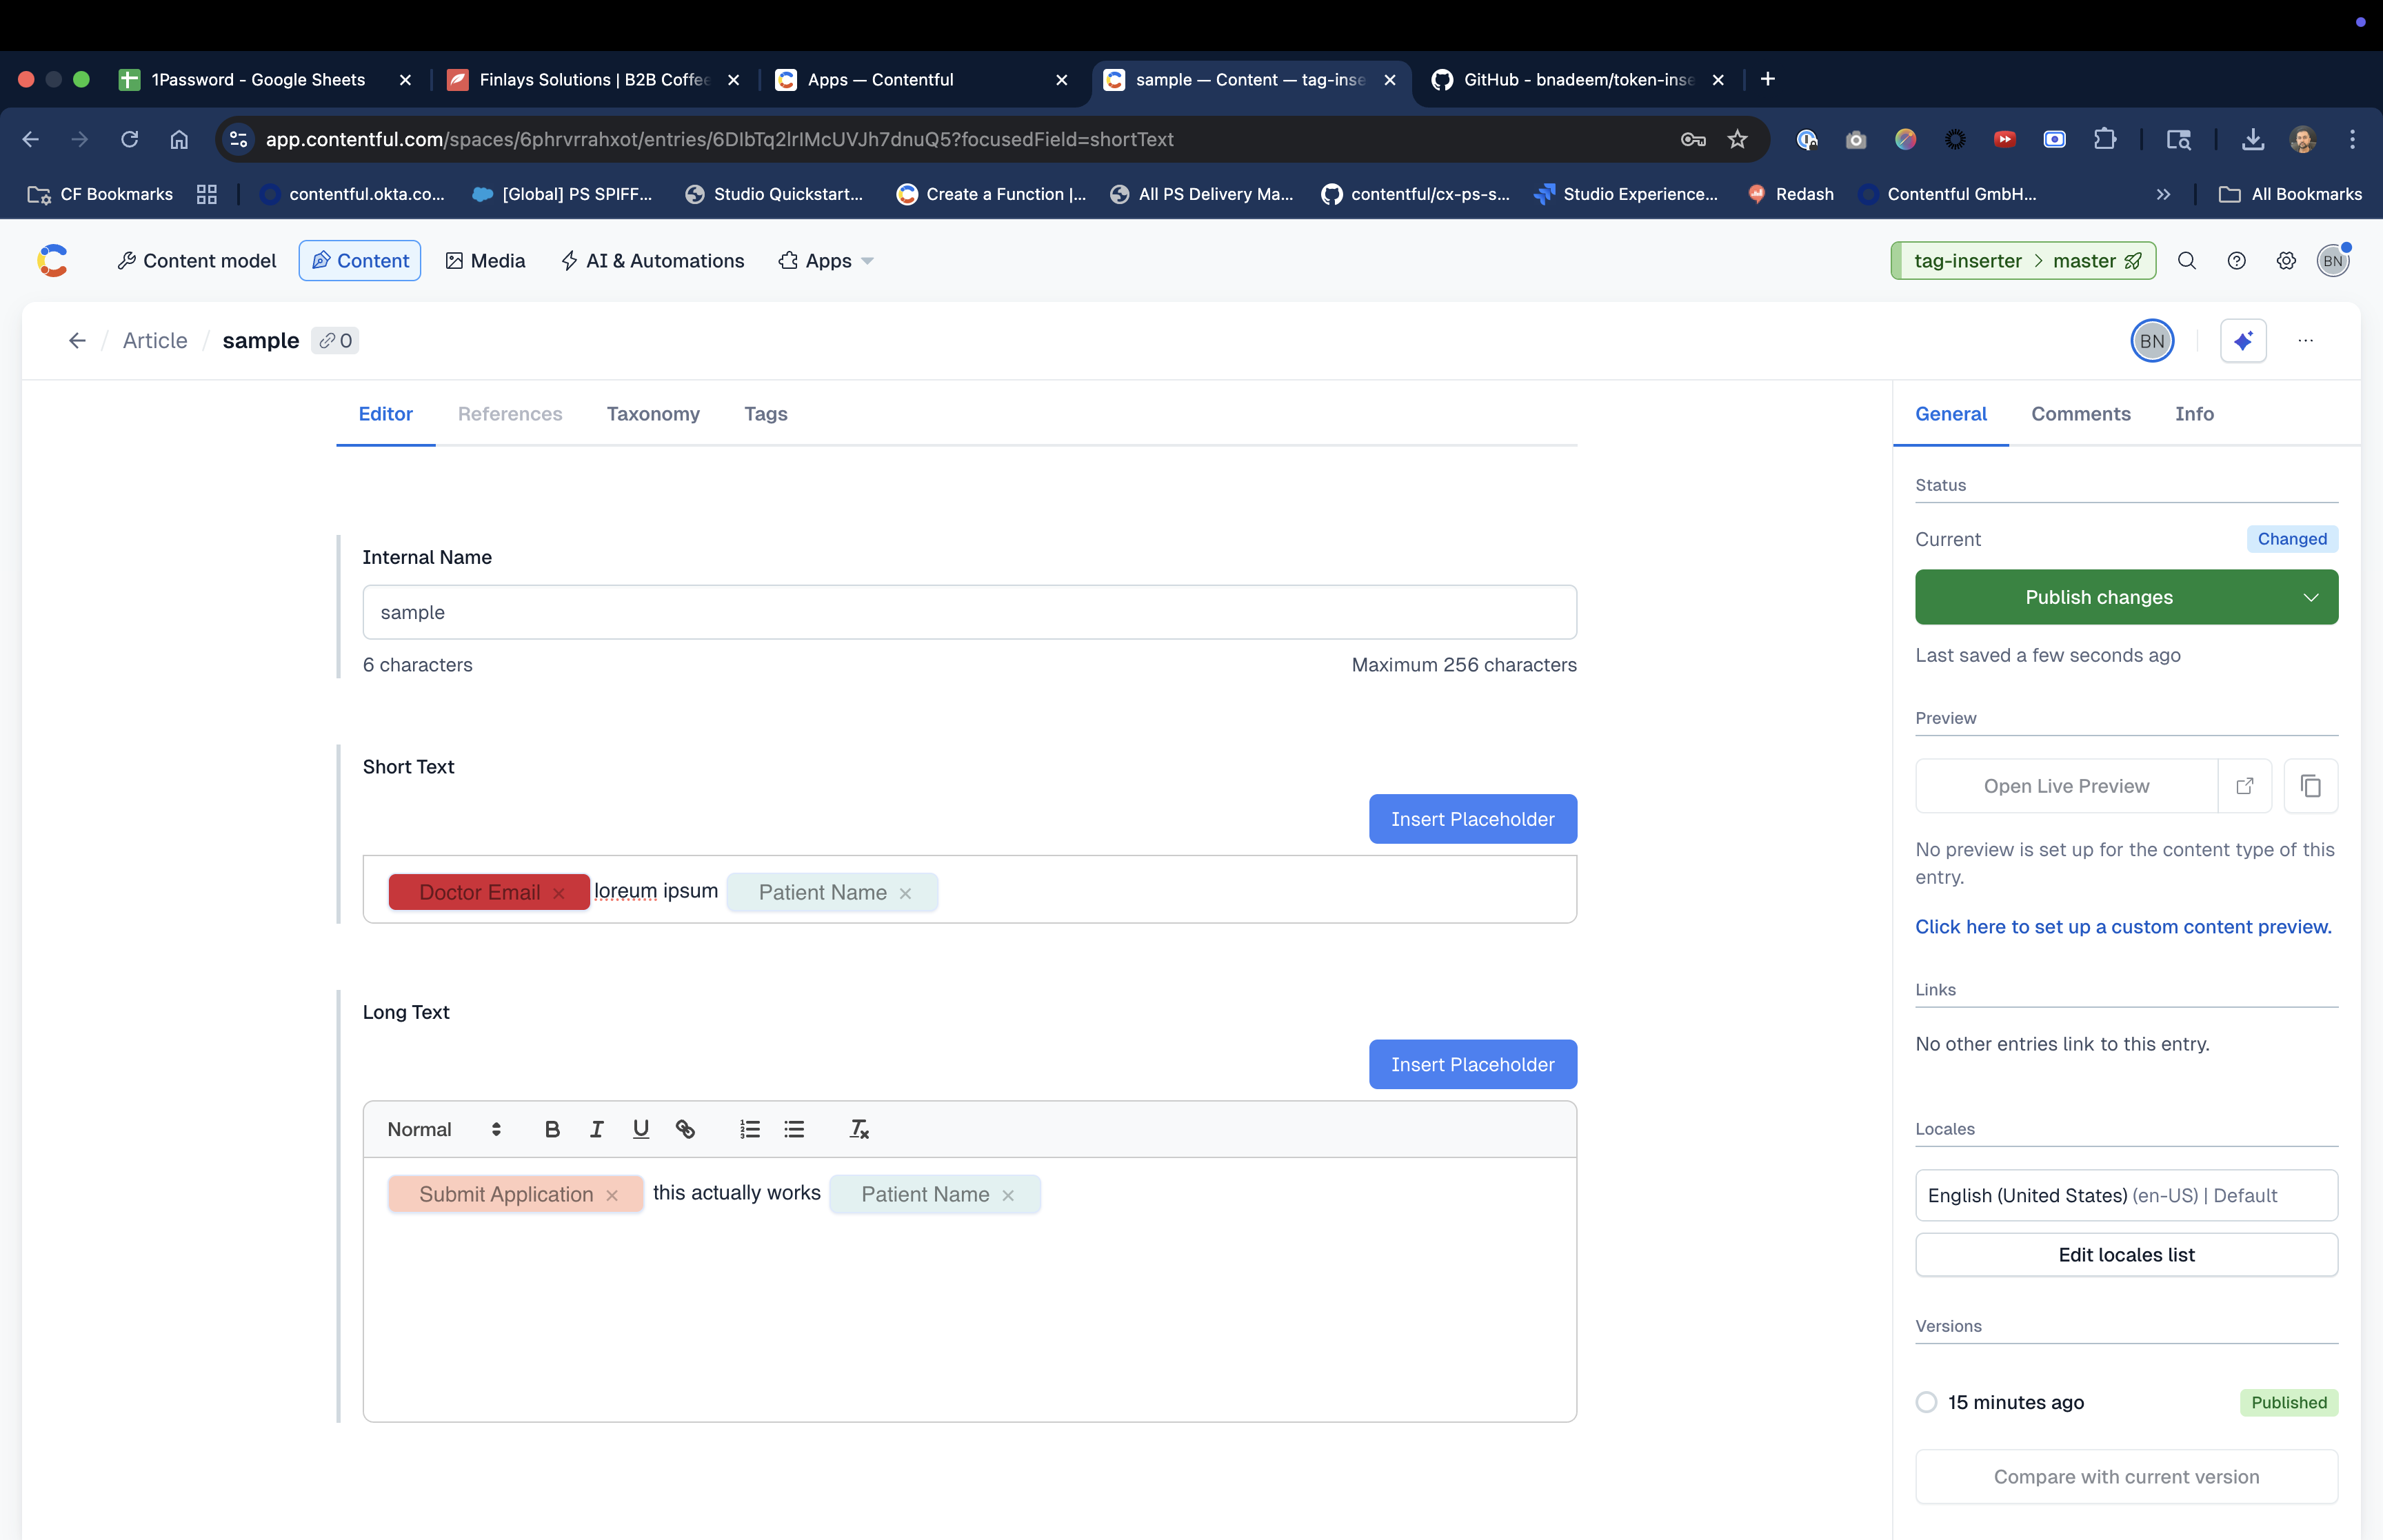 1Password - Google Sheets
Finlays Solutions | B2B Coffee
Apps — Contentful
sample — Content — tag-inse
GitHub - bnadeem/token-inse
app.contentful.com/spaces/6phrvrrahxot/entries/6DIbTq2lrIMcUVJh7dnuQ5?focusedField=shortText
CF Bookmarks
contentful.okta.co...
[Global] PS SPIFF...
Studio Quickstart...
Create a Function |...
All PS Delivery Ma...
contentful/cx-ps-s...
Studio Experience...
Redash
Contentful GmbH...
All Bookmarks
Content model
Content
Media
AI & Automations
Apps
tag-inserter > master
BN
Article / sample 0
BN
Editor
References
Taxonomy
Tags
Internal Name
sample
6 characters
Maximum 256 characters
Short Text
Insert Placeholder
Doctor Email × loreum ipsum Patient Name ×
Long Text
Insert Placeholder
Normal
Submit Application × this actually works Patient Name ×
General
Comments
Info
Status
Current
Changed
Publish changes
Last saved a few seconds ago
Preview
Open Live Preview
No preview is set up for the content type of this
entry.
Click here to set up a custom content preview.
Links
No other entries link to this entry.
Locales
English (United States) (en-US) | Default
Edit locales list
Versions
15 minutes ago
Published
Compare with current version